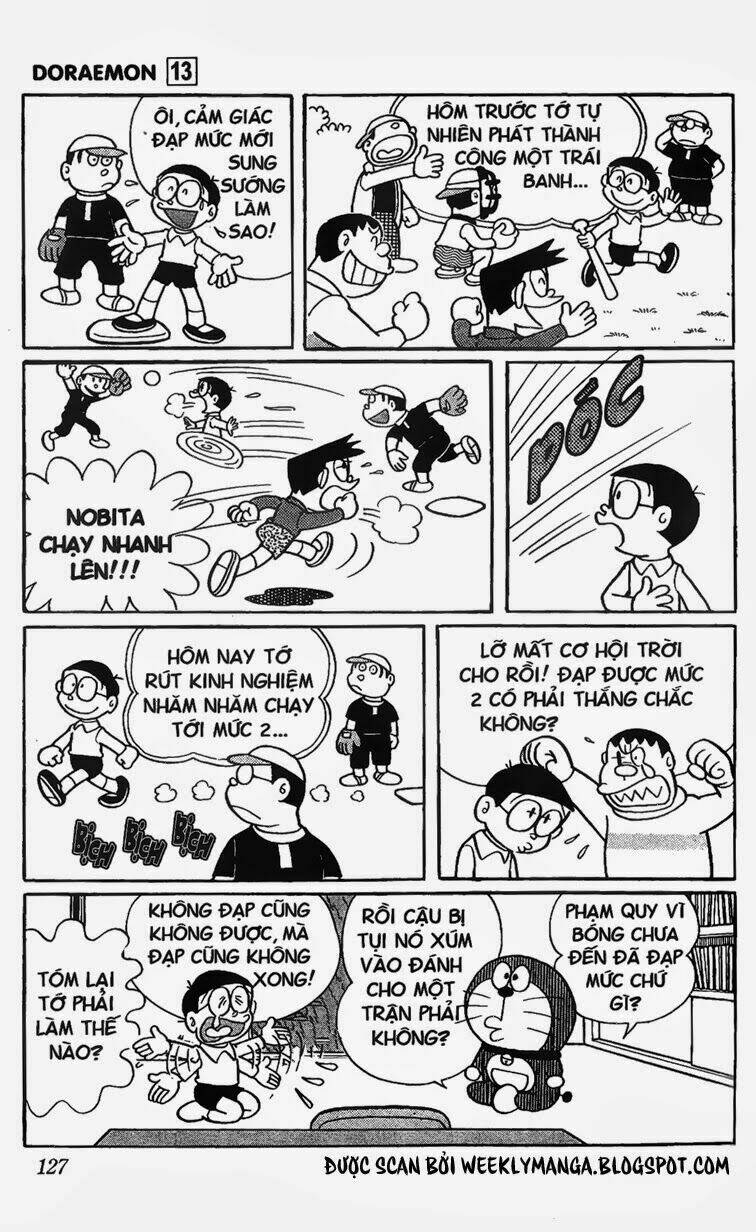 DORAEMON 13
HÔM TRƯỚC TỚ TỰ
NHIÊN PHÁT THÀNH
CÔNG MỘT TRÁI
BANH...
ÔI, CẢM GIÁC
ĐẠP MỨC MỚI
SUNG
SƯỚNG
LÀM
SAO!
NOBITA
CHẠY NHANH
LÊN!!!
PỐC
HÔM NAY TỚ
RÚT KINH NGHIỆM
NHĂM NHĂM CHẠY
TỚI MỨC 2...
BỊCH BỊCH BỊCH
LỠ MẤT CƠ HỘI TRỜI
CHO RỒI! ĐẠP ĐƯỢC MỨC
2 CÓ PHẢI THẮNG CHẮC
KHÔNG?
PHẠM QUY VÌ
BÓNG CHƯA
ĐẾN ĐÃ ĐẠP
MỨC CHỨ
GÌ?
RỒI CẬU BỊ
TỤI NÓ XÚM
VÀO ĐÁNH
CHO MỘT
TRẬN PHẢI
KHÔNG?
KHÔNG ĐẠP CŨNG
KHÔNG ĐƯỢC, MÀ
ĐẠP CŨNG KHÔNG
XONG!
TÓM LẠI
TỚ PHẢI
LÀM THẾ
NÀO?
127
ĐƯỢC SCAN BỞI WEEKLYMANGA.BLOGSPOT.COM